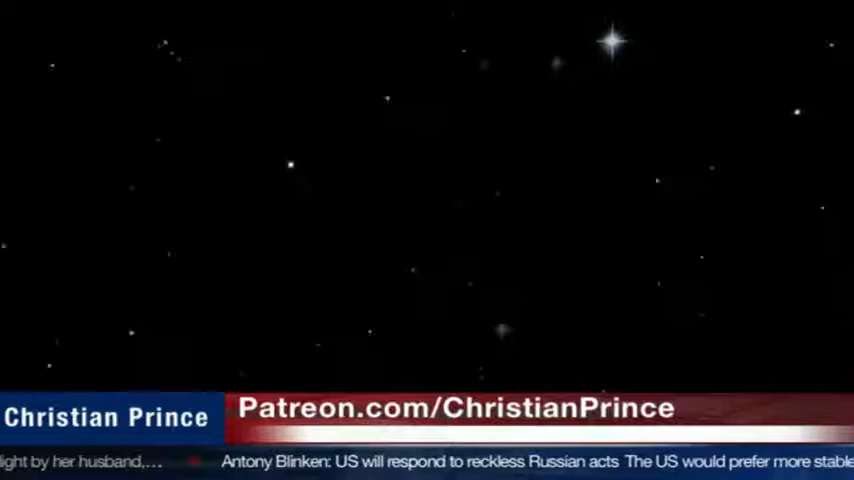 Christian Prince
Patreon.com/ChristianPrince
light by her husband,... Antony Blinken: US will respond to reckless Russian acts The US would prefer more stable